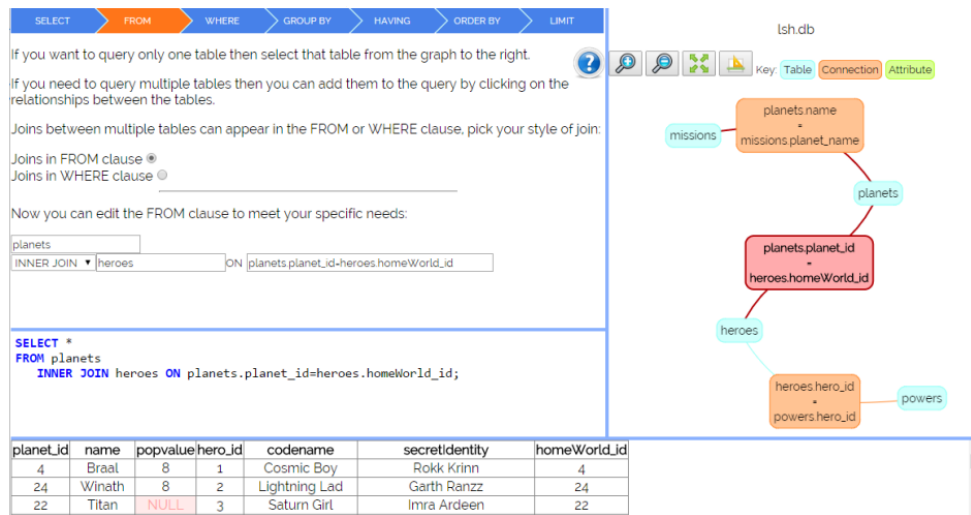 SELECT FROM WHERE GROUP BY HAVING ORDER BY LIMIT
If you want to query only one table then select that table from the graph to the right.
If you need to query multiple tables then you can add them to the query by clicking on the
relationships between the tables.
Joins between multiple tables can appear in the FROM or WHERE clause, pick your style of join:
Joins in FROM clause
Joins in WHERE clause
Now you can edit the FROM clause to meet your specific needs:
planets
INNER JOIN heroes ON planets.planet_id=heroes.homeWorld_id
SELECT *
FROM planets
INNER JOIN heroes ON planets.planet_id=heroes.homeWorld_id;
?
lsh.db
Key: Table Connection Attribute
planets.name
=
missions.planet_name
missions
planets
planets.planet_id
=
heroes.homeWorld_id
heroes
heroes.hero_id
=
powers.hero_id
powers
planet_id name popvalue hero_id codename secretIdentity homeWorld_id
4 Braal 8 1 Cosmic Boy Rokk Krinn 4
24 Winath 8 2 Lightning Lad Garth Ranzz 24
22 Titan NULL 3 Saturn Girl Imra Ardeen 22